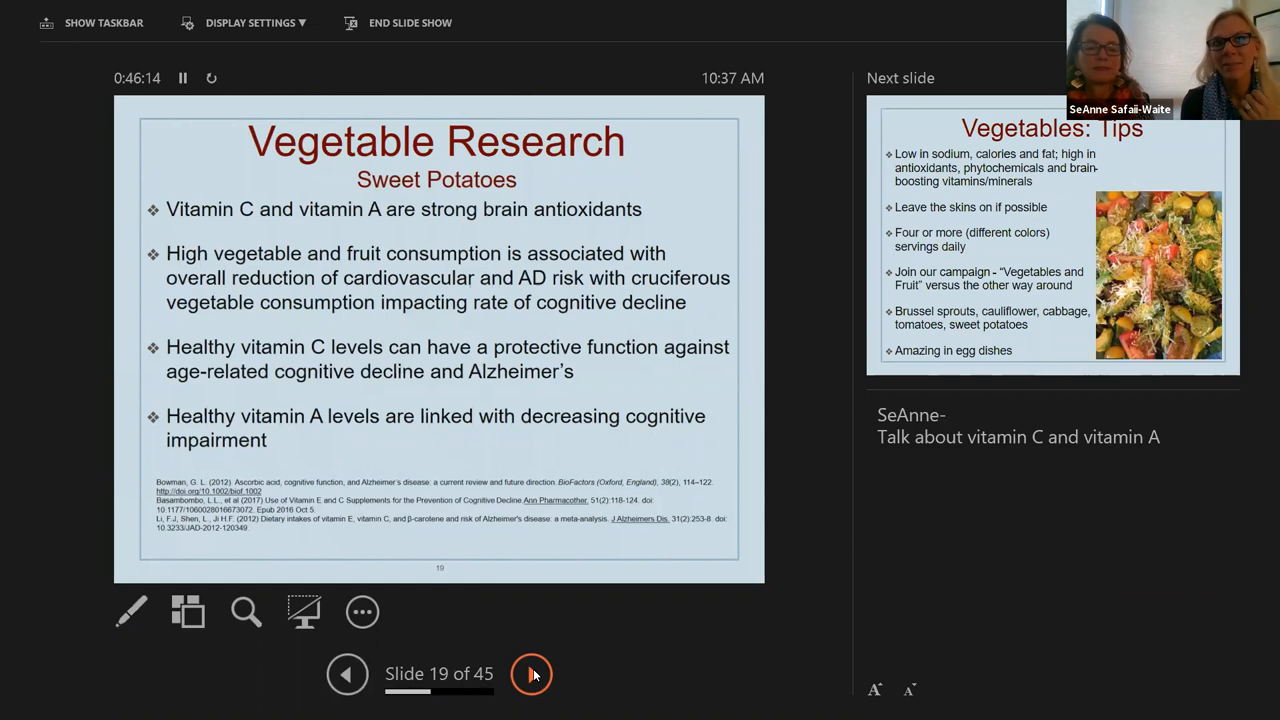 SHOW TASKBAR
DISPLAY SETTINGS ▼
END SLIDE SHOW
0:46:14
10:37 AM
Vegetable Research
Sweet Potatoes
❖ Vitamin C and vitamin A are strong brain antioxidants
❖ High vegetable and fruit consumption is associated with
overall reduction of cardiovascular and AD risk with cruciferous
vegetable consumption impacting rate of cognitive decline
❖ Healthy vitamin C levels can have a protective function against
age-related cognitive decline and Alzheimer's
❖ Healthy vitamin A levels are linked with decreasing cognitive
impairment
Bowman, G. L. (2012). Ascorbic acid, cognitive function, and Alzheimer's disease: a current review and future direction. BioFactors (Oxford, England), 38(2), 114–122.
http://doi.org/10.1002/biof.1002
Basambombo, L.L., et al (2017) Use of Vitamin E and C Supplements for the Prevention of Cognitive Decline.Ann Pharmacother. 51(2):118-124. doi:
10.1177/1060028016673072. Epub 2016 Oct 5.
Li, FJ, Shen, L., Ji H.F. (2012) Dietary intakes of vitamin E, vitamin C, and β-carotene and risk of Alzheimer's disease: a meta-analysis. J Alzheimers Dis. 31(2):253-8. doi:
10.3233/JAD-2012-120349.
19
Slide 19 of 45
Next slide
SeAnne Safaii-Waite
Vegetables: Tips
❖ Low in sodium, calories and fat; high in
antioxidants, phytochemicals and brain-
boosting vitamins/minerals
❖ Leave the skins on if possible
❖ Four or more (different colors)
servings daily
❖ Join our campaign - “Vegetables and
Fruit” versus the other way around
❖ Brussel sprouts, cauliflower, cabbage,
tomatoes, sweet potatoes
❖ Amazing in egg dishes
SeAnne-
Talk about vitamin C and vitamin A
A A